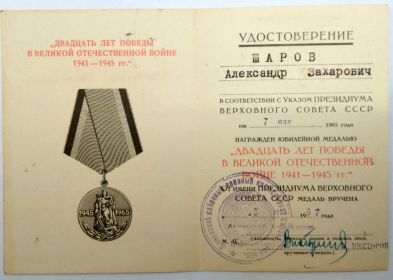 „ДВАДЦАТЬ ЛЕТ ПОБЕДЫ
В ВЕЛИКОЙ ОТЕЧЕСТВЕННОЙ ВОЙНЕ
1941—1945 гг.“
1945 1965
УДОСТОВЕРЕНИЕ
ШАРОВ
Александр Захарович
В СООТВЕТСТВИИ С УКАЗОМ ПРЕЗИДИУМА
ВЕРХОВНОГО СОВЕТА СССР
от 7 мая 1965 года
НАГРАЖДЕН ЮБИЛЕЙНОЙ МЕДАЛЬЮ
„ДВАДЦАТЬ ЛЕТ ПОБЕДЫ
В ВЕЛИКОЙ ОТЕЧЕСТВЕННОЙ
ВОЙНЕ 1941—1945 гг.“
ОТ ИМЕНИ ПРЕЗИДИУМА ВЕРХОВНОГО
СОВЕТА СССР МЕДАЛЬ ВРУЧЕНА
М. П.
вручившего медаль)